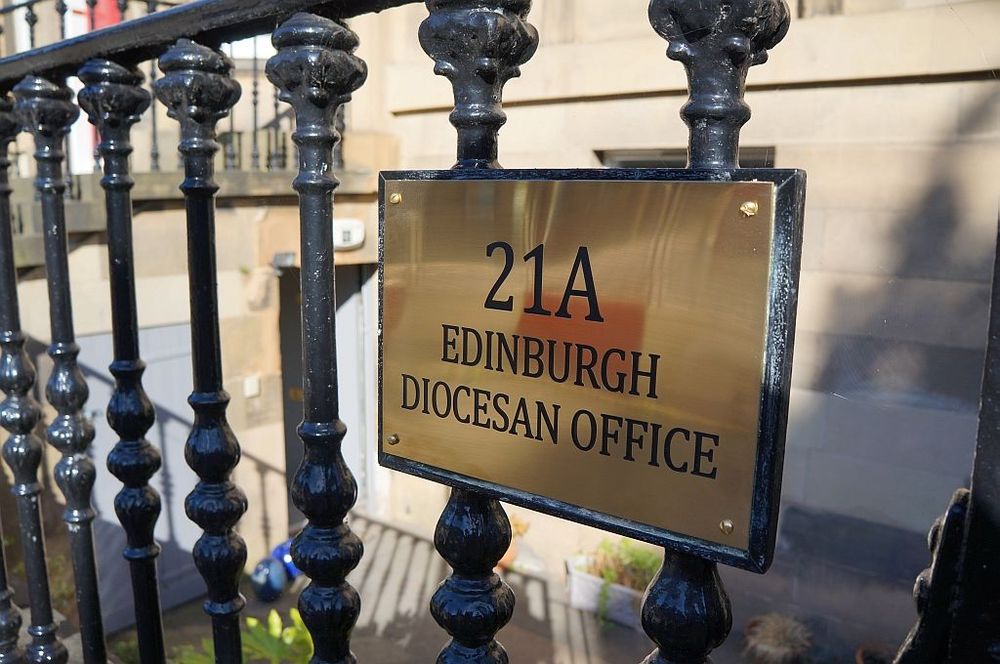 21A
EDINBURGH
DIOCESAN OFFICE